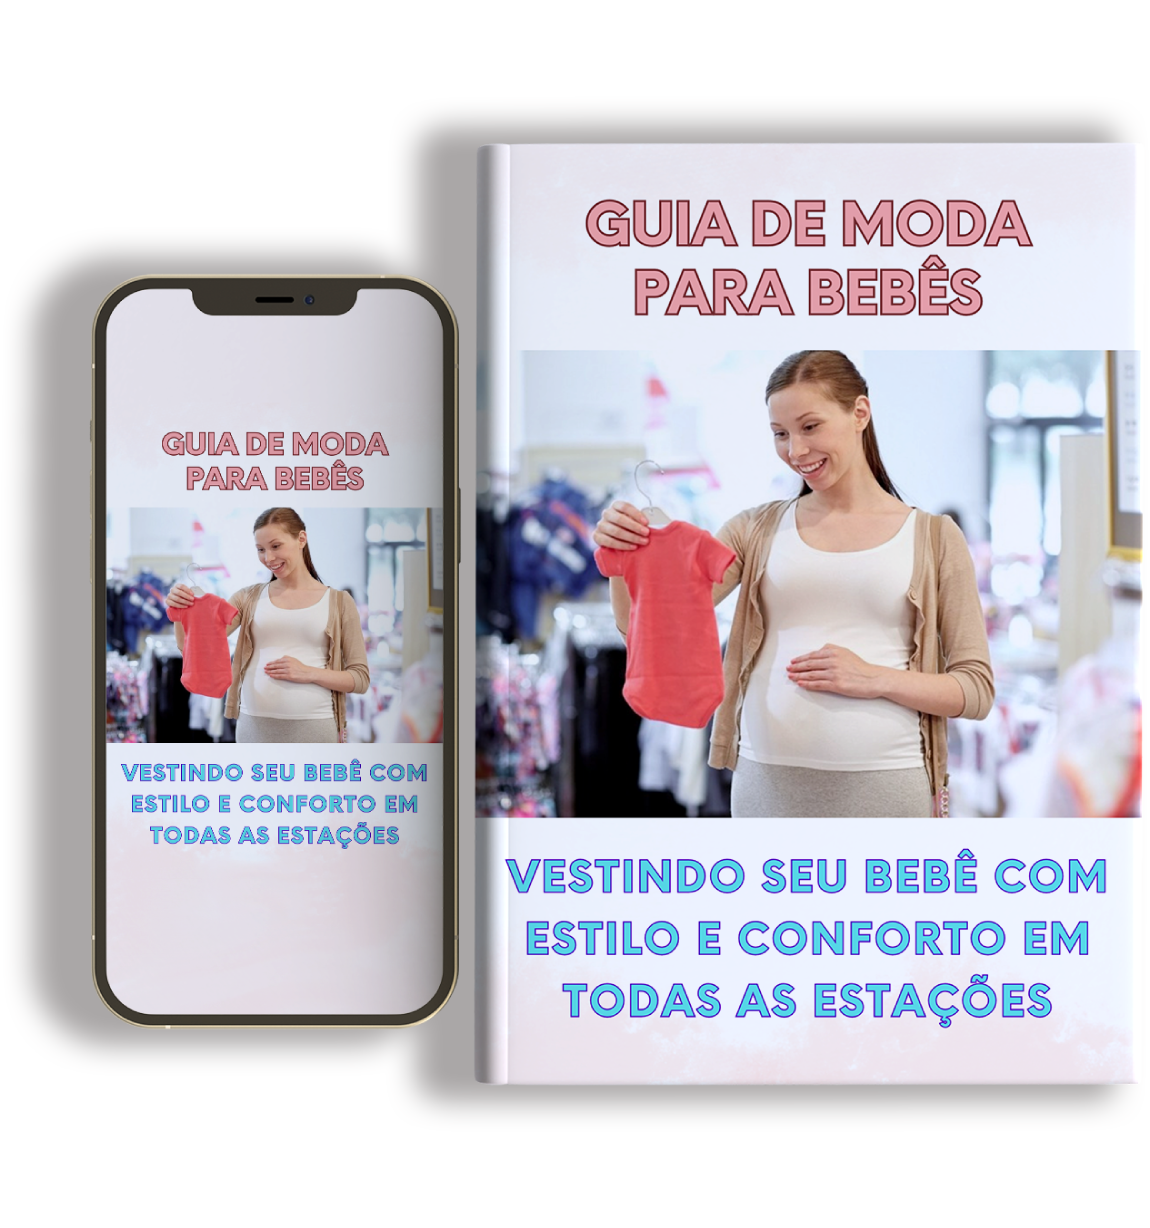 GUIA DE MODA
PARA BEBÊS
VESTINDO SEU BEBÊ COM
ESTILO E CONFORTO EM
TODAS AS ESTAÇÕES
GUIA DE MODA
PARA BEBÊS
VESTINDO SEU BEBÊ COM
ESTILO E CONFORTO EM
TODAS AS ESTAÇÕES